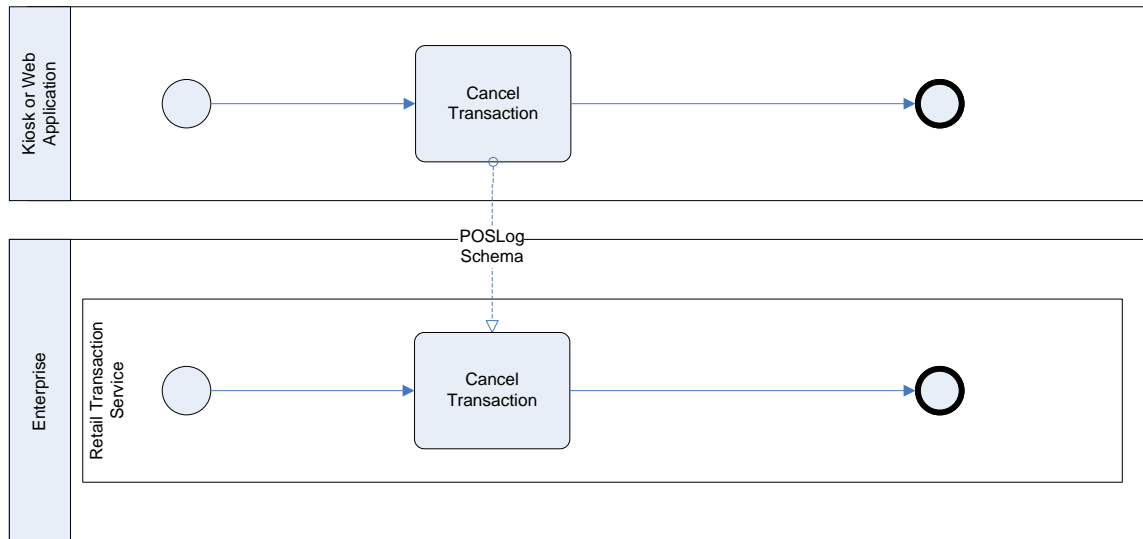 Kiosk or Web
Application
Cancel
Transaction
POSLog
Schema
Enterprise
Retail Transaction
Service
Cancel
Transaction